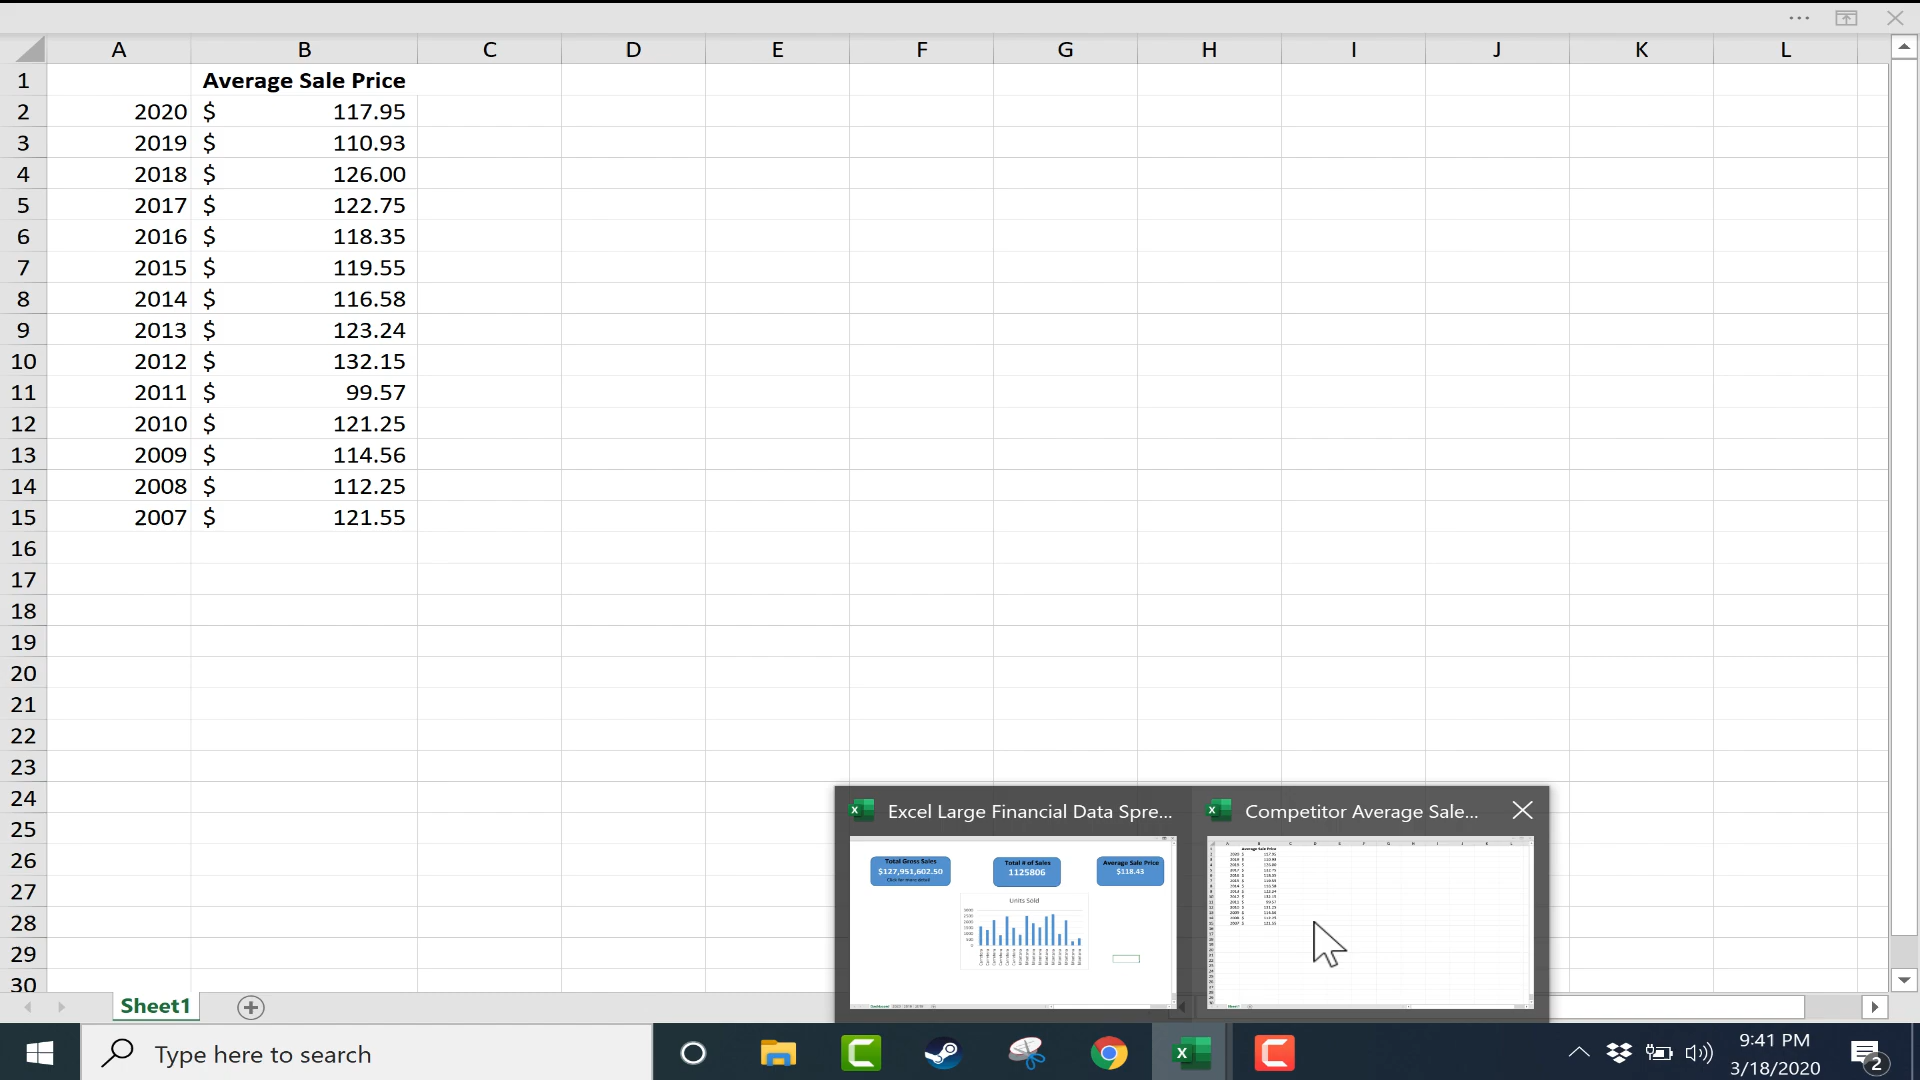 A B C D E F G H I J K L
1 Average Sale Price
2 2020 $ 117.95
3 2019 $ 110.93
4 2018 $ 126.00
5 2017 $ 122.75
6 2016 $ 118.35
7 2015 $ 119.55
8 2014 $ 116.58
9 2013 $ 123.24
10 2012 $ 132.15
11 2011 $ 99.57
12 2010 $ 121.25
13 2009 $ 114.56
14 2008 $ 112.25
15 2007 $ 121.55
16
17
18
19
20
21
22
23
24
25
26
27
28
29
30
Excel Large Financial Data Spre...
Total Gross Sales
$127,951,602.50
Click for more detail
Total # of Sales
1125806
Average Sale Price
$118.43
Units Sold
Competitor Average Sale...
Sheet1
Type here to search
9:41 PM
3/18/2020
2